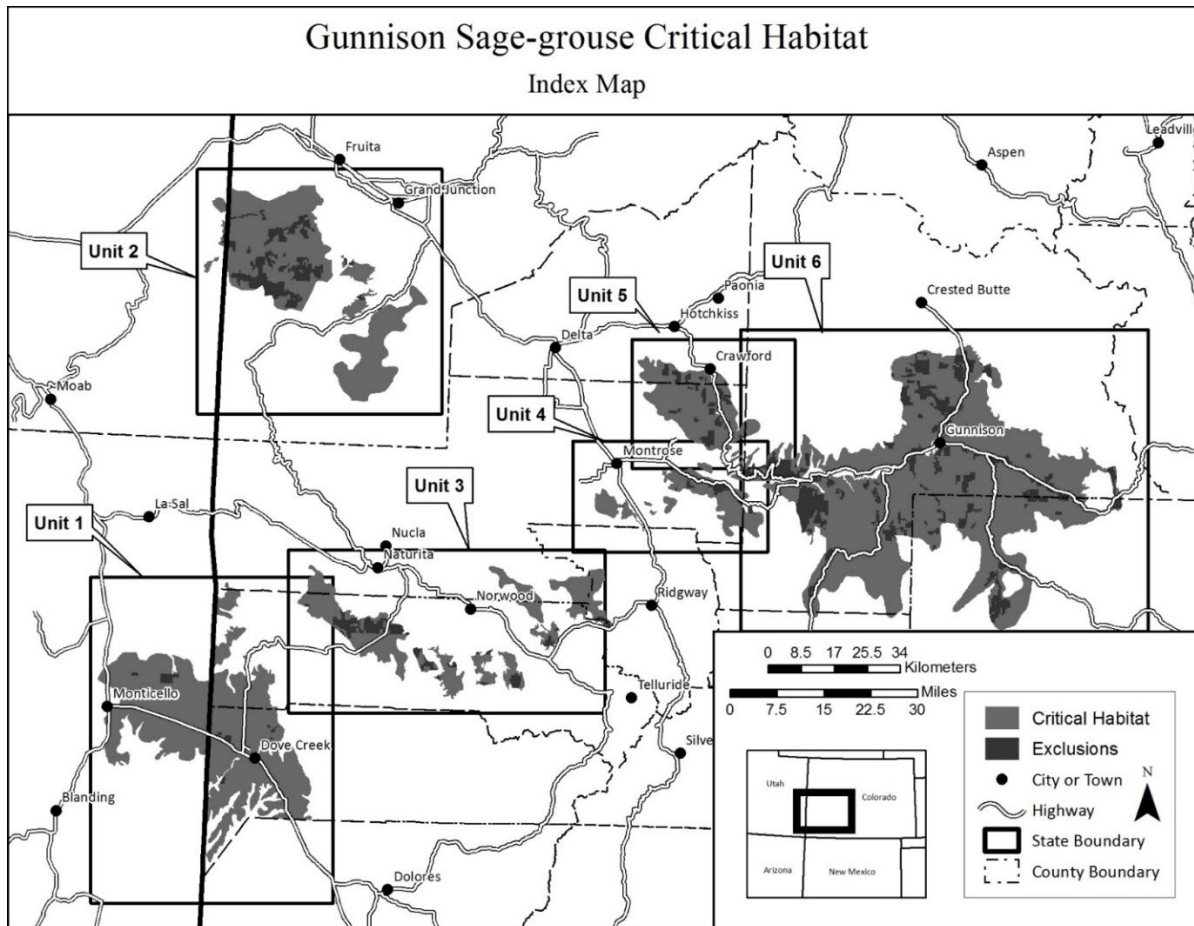 Gunnison Sage-grouse Critical Habitat
Index Map
Leadville
Aspen
Fruita
Grand Junction
Unit 2
Unit 6
Paonia
Unit 5
Crested Butte
Hotchkiss
Delta
Crawford
Moab
Unit 4
Gunnison
Montrose
Unit 3
Unit 1
La Sal
Nucla
Naturita
Norwood
Ridgway
Monticello
Telluride
Dove Creek
Silve
Blanding
Dolores
0 8.5 17 25.5 34
Kilometers
Miles
0 7.5 15 22.5 30
Critical Habitat
Exclusions
City or Town
Highway
State Boundary
County Boundary
N
Utah
Colorado
Arizona
New Mexico